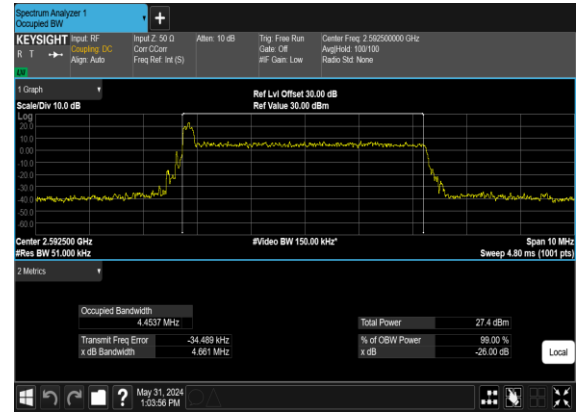 Spectrum Analyzer 1
Occupied BW
+
KEYSIGHT Input: RF Input Z: 50 Ω Atten: 10 dB Trig: Free Run Center Freq: 2.592500000 GHz
R T Coupling: DC Corr CCorr Gate: Off Avg|Hold: 100/100
Align: Auto Freq Ref: Int (S) #IF Gain: Low Radio Std: None
LW
1 Graph
Ref Lvl Offset 30.00 dB
Scale/Div 10.0 dB Ref Value 30.00 dBm
Log
20.0
10.0
0.00
-10.0
-20.0
-30.0
-40.0
-50.0
-60.0
Center 2.592500 GHz #Video BW 150.00 kHz* Span 10 MHz
#Res BW 51.000 kHz Sweep 4.80 ms (1001 pts)
2 Metrics
Occupied Bandwidth
4.4537 MHz Total Power 27.4 dBm
Transmit Freq Error -34.489 kHz % of OBW Power 99.00 %
x dB Bandwidth 4.661 MHz x dB -26.00 dB
Local
? May 31, 2024
1:03:56 PM